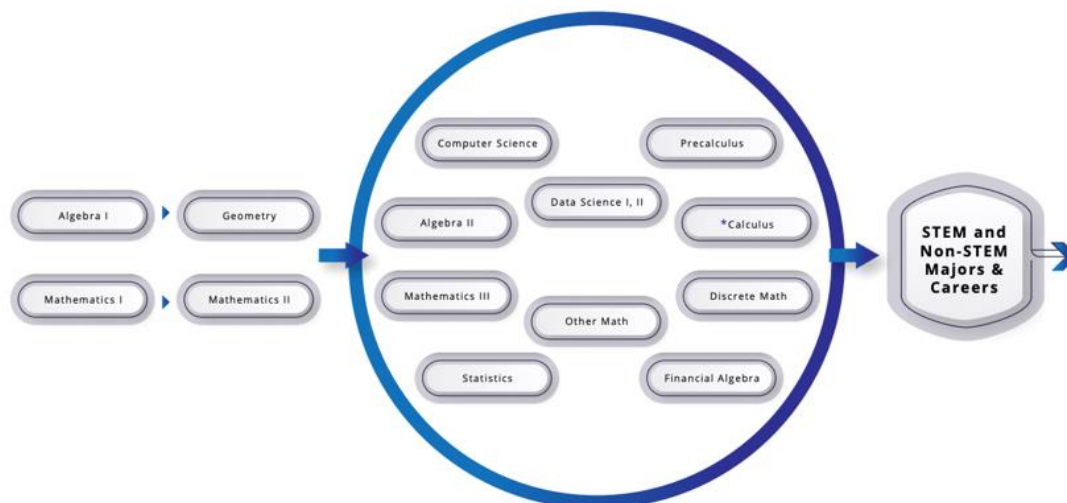 Algebra I
Geometry
Mathematics I
Mathematics II
Computer Science
Precalculus
Data Science I, II
Algebra II
*Calculus
Mathematics III
Discrete Math
Other Math
Statistics
Financial Algebra
STEM and
Non-STEM
Majors &
Careers